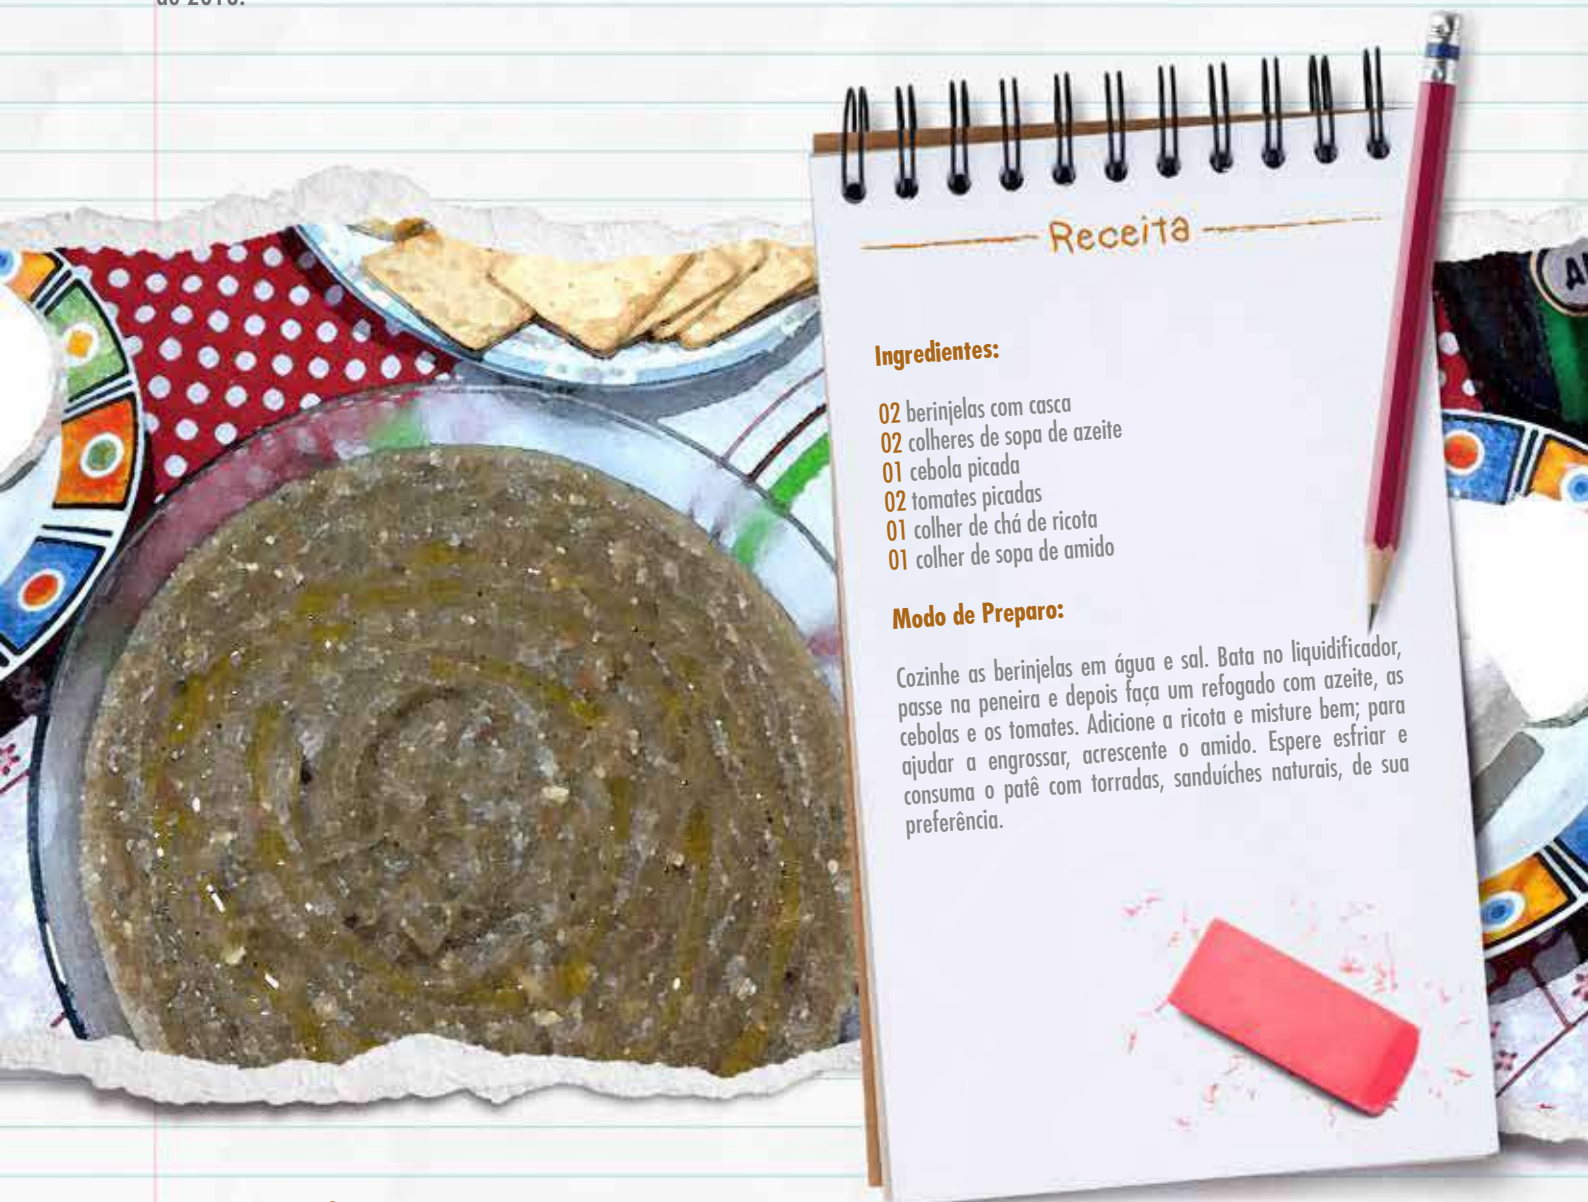 de 2010.
Receita
Ingredientes:
02 berinjelas com casca
02 colheres de sopa de azeite
01 cebola picada
02 tomates picadas
01 colher de chá de ricota
01 colher de sopa de amido
Modo de Preparo:
Cozinhe as berinjelas em água e sal. Bata no liquidificador,
passe na peneira e depois faça um refogado com azeite, as
cebolas e os tomates. Adicione a ricota e misture bem; para
ajudar a engrossar, acrescente o amido. Espere esfriar e
consuma o patê com torradas, sanduíches naturais, de sua
preferência.